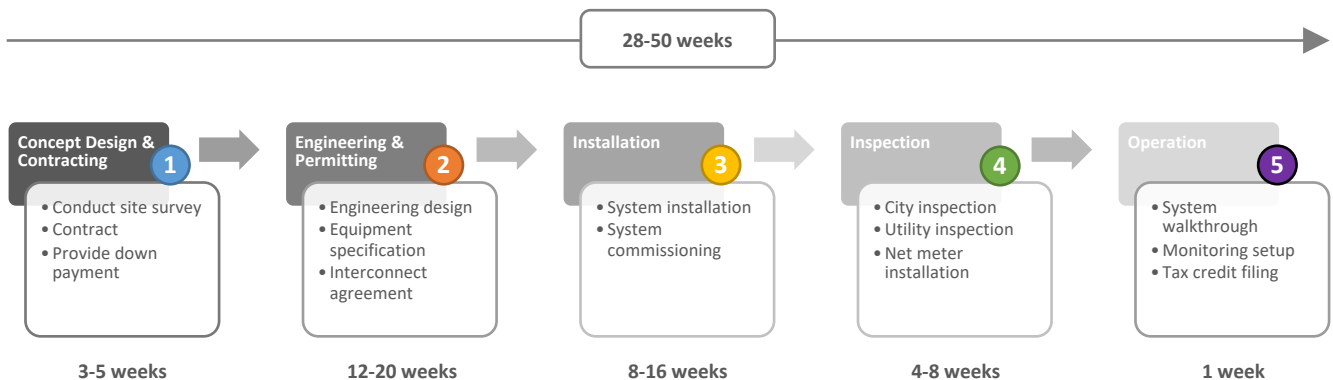 28-50 weeks
Concept Design &
Contracting
1
• Conduct site survey
• Contract
• Provide down
payment
3-5 weeks
Engineering &
Permitting
2
• Engineering design
• Equipment
specification
• Interconnect
agreement
12-20 weeks
Installation
3
• System installation
• System
commissioning
8-16 weeks
Inspection
4
• City inspection
• Utility inspection
• Net meter
installation
4-8 weeks
Operation
5
• System
walkthrough
• Monitoring setup
• Tax credit filing
1 week